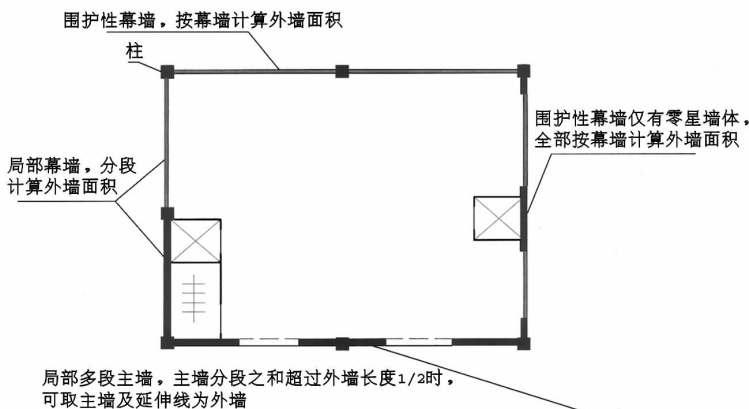 围护性幕墙，按幕墙计算外墙面积
柱
围护性幕墙仅有零星墙体，
全部按幕墙计算外墙面积
局部幕墙，分段
计算外墙面积
局部多段主墙，主墙分段之和超过外墙长度1/2时，
可取主墙及延伸线为外墙